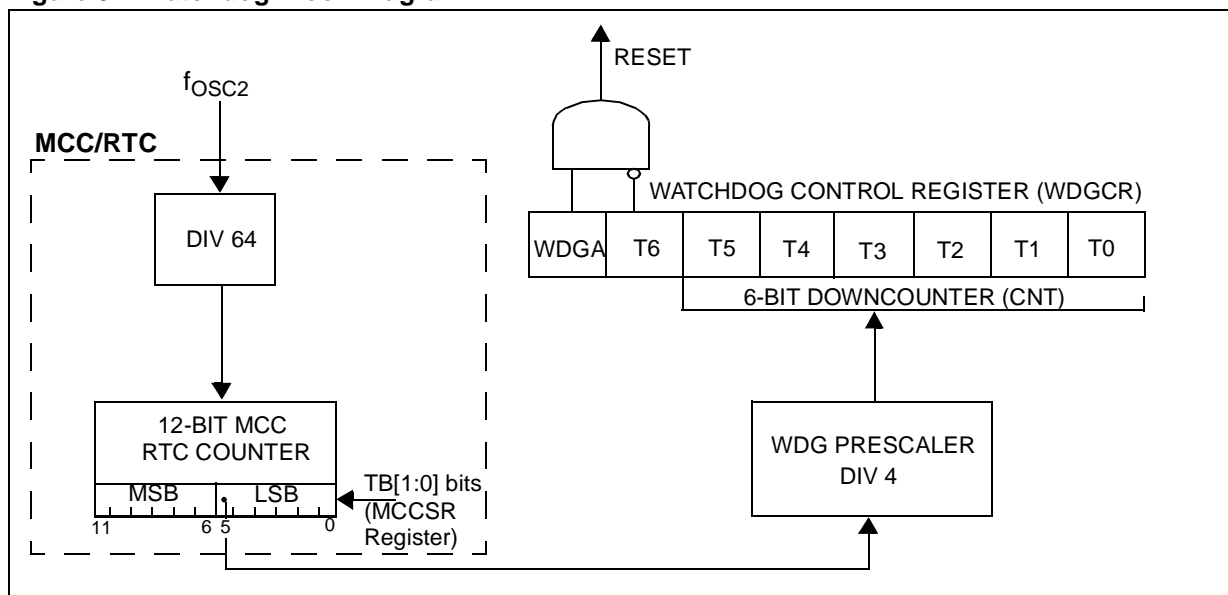 RESET
fOSC2
MCC/RTC
DIV 64
WATCHDOG CONTROL REGISTER (WDGCR)
WDGA T6 T5 T4 T3 T2 T1 T0
6-BIT DOWNCOUNTER (CNT)
12-BIT MCC
RTC COUNTER
MSB LSB
11 6 5 0
TB[1:0] bits
(MCCSR
Register)
WDG PRESCALER
DIV 4